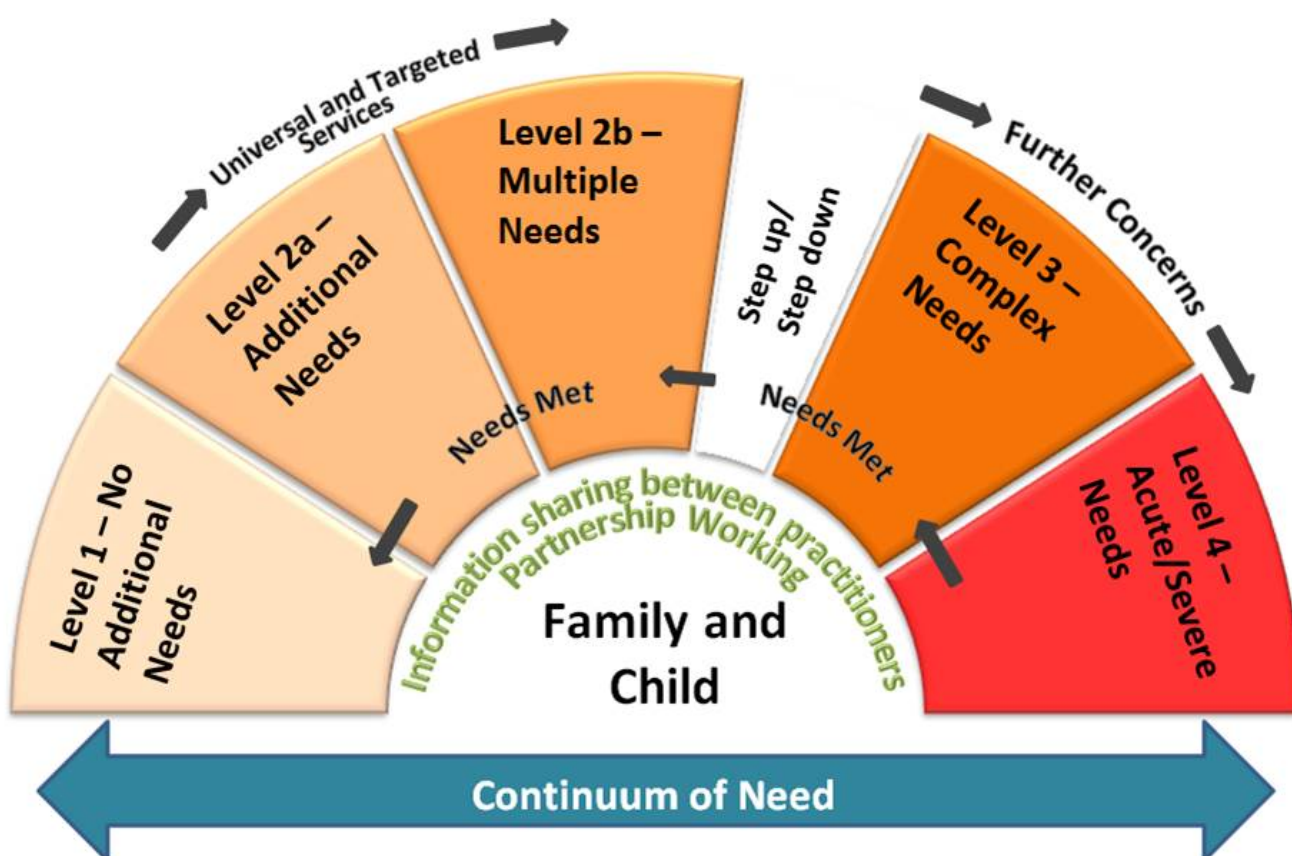 Universal and Targeted
Services
Further Concerns
Level 1 – No
Additional
Needs
Level 2a –
Additional
Needs
Level 2b –
Multiple
Needs
Step up/
Step down
Level 3 –
Complex
Needs
Level 4 –
Acute/Severe
Needs
Needs Met
Needs Met
Information sharing between practitioners
Partnership Working
Family and
Child
Continuum of Need